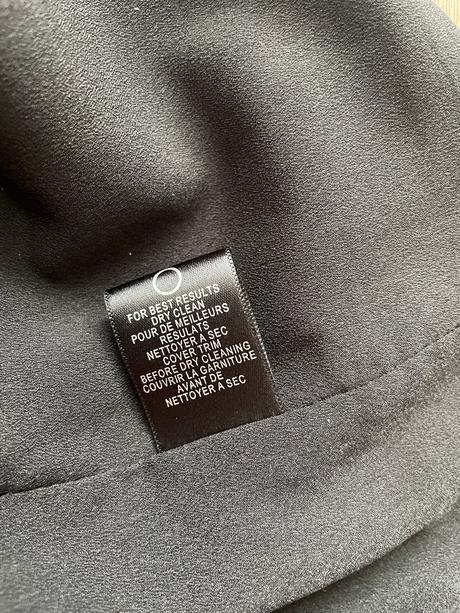 FOR BEST RESULTS
DRY CLEAN
POUR DE MEILLEURS
RESULATS
NETTOYER À SEC
COVER TRIM
BEFORE DRY CLEANING
COUVRIR LA GARNITURE
AVANT DE
NETTOYER À SEC